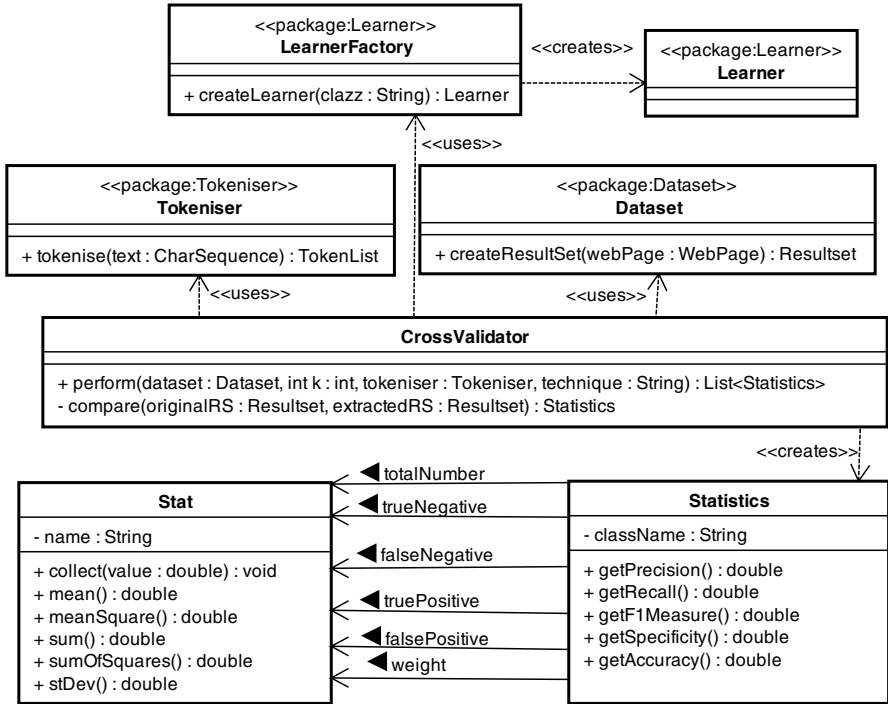 <<package:Learner>>
LearnerFactory
+ createLearner(clazz : String) : Learner
<<creates>>
<<package:Learner>>
Learner
<<uses>>
<<package:Tokeniser>>
Tokeniser
+ tokenise(text : CharSequence) : TokenList
<<package:Dataset>>
Dataset
+ createResultSet(webPage : WebPage) : Resultset
<<uses>>
<<uses>>
CrossValidator
+ perform(dataset : Dataset, int k : int, tokeniser : Tokeniser, technique : String) : List<Statistics>
- compare(originalRS : Resultset, extractedRS : Resultset) : Statistics
<<creates>>
Stat
- name : String
+ collect(value : double) : void
+ mean() : double
+ meanSquare() : double
+ sum() : double
+ sumOfSquares() : double
+ stDev() : double
totalNumber
trueNegative
falseNegative
truePositive
falsePositive
weight
Statistics
- className : String
+ getPrecision() : double
+ getRecall() : double
+ getF1Measure() : double
+ getSpecificity() : double
+ getAccuracy() : double